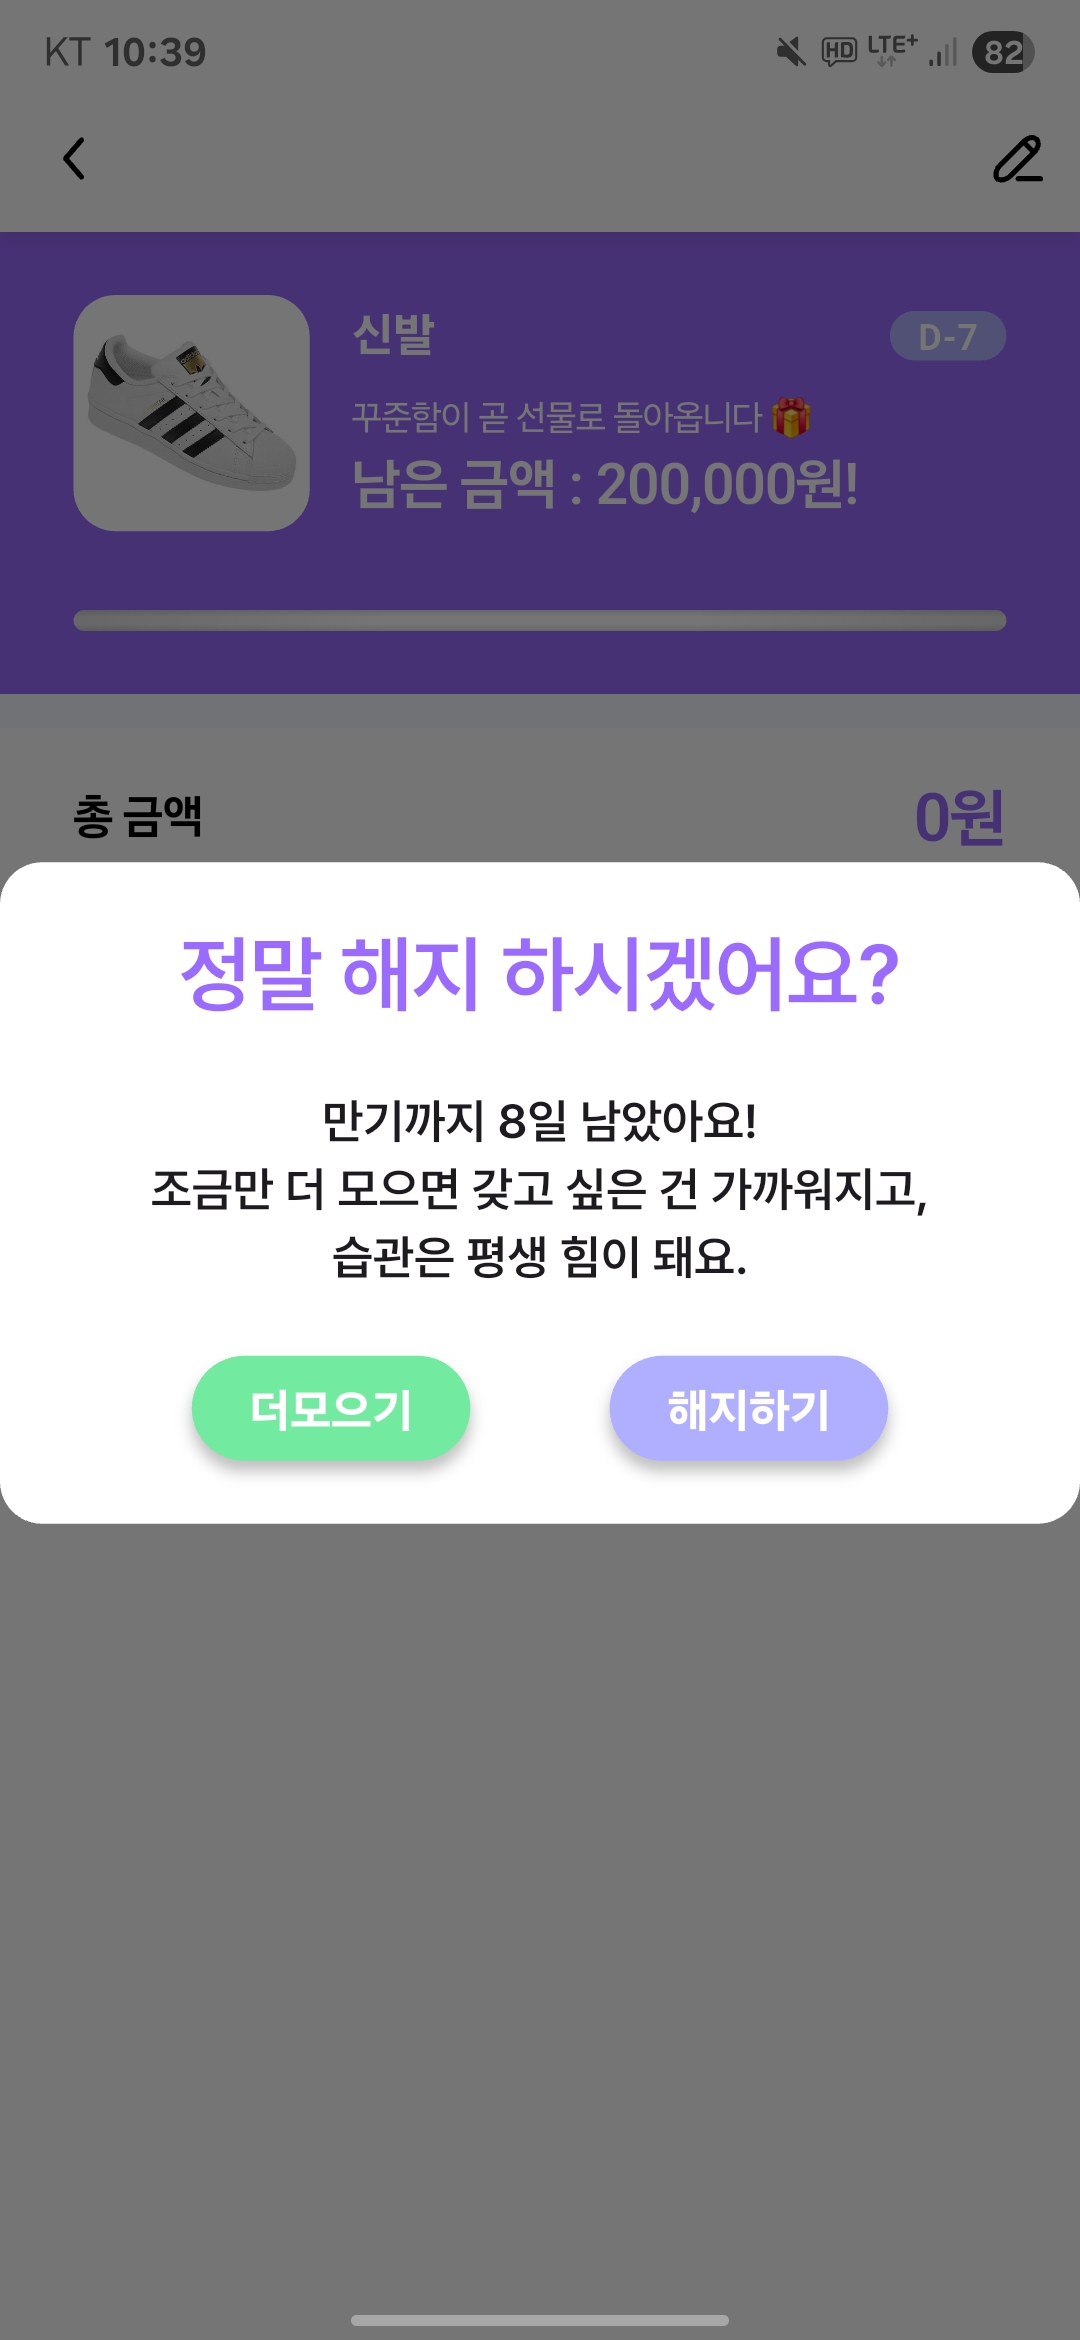 KT 10:39
HD LTE+ 82
신발
D-7
꾸준함이 곧 선물로 돌아옵니다 🎁
남은 금액 : 200,000원!
총 금액
0원
정말 해지 하시겠어요?
만기까지 8일 남았아요!
조금만 더 모으면 갖고 싶은 건 가까워지고,
습관은 평생 힘이 돼요.
더모으기
해지하기